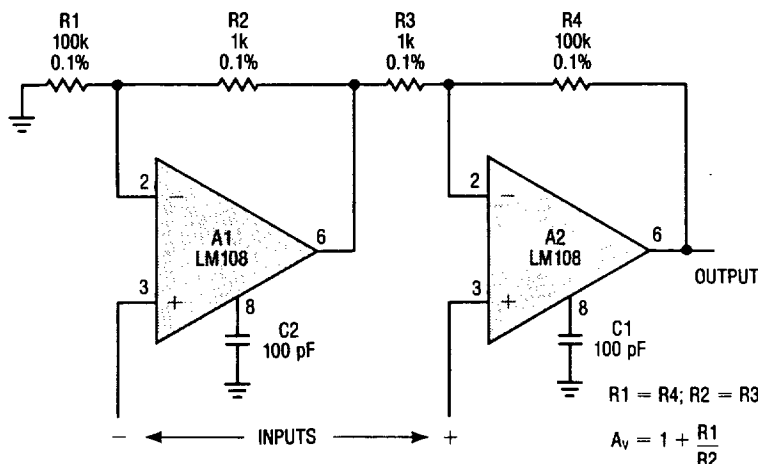 R1
100k
0.1%
R2
1k
0.1%
R3
1k
0.1%
R4
100k
0.1%
2
−
A1
LM108
6
3
+
8
C2
100 pF
2
−
A2
LM108
6
OUTPUT
3
+
8
C1
100 pF
R1 = R4; R2 = R3
− INPUTS +
Av = 1 + R1
R2